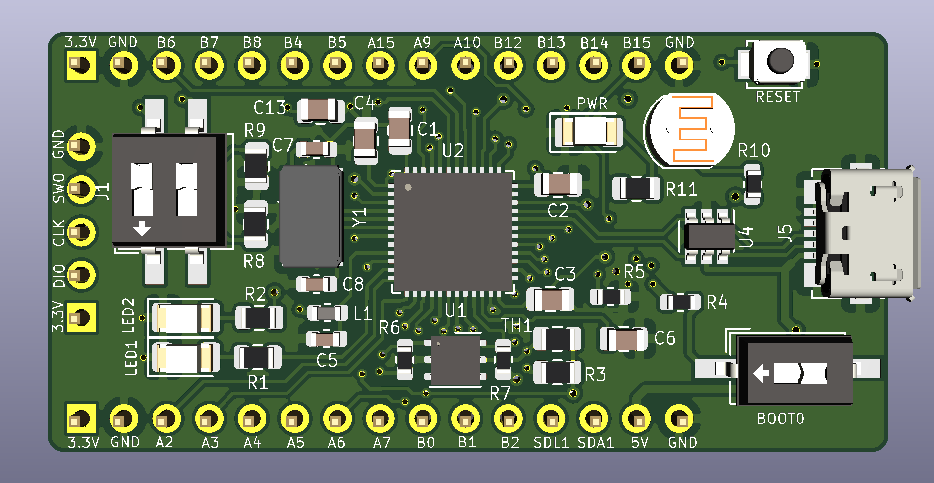 3.3V GND B6 B7 B8 B4 B5 A15 A9 A10 B12 B13 B14 B15 GND
RESET
C13 C4 PWR
R9 C7 C1
GND U2 R10
SWO J1 R11
CLK Y1 C2 U4 J5
R8
DIO C3 R5
3.3V LED2 R2 C8 L1 U1 R4
R6 TH1 C6
LED1 C5
R1 R7 R3
BOOT0
3.3V GND A2 A3 A4 A5 A6 A7 B0 B1 B2 SDL1 SDA1 5V GND